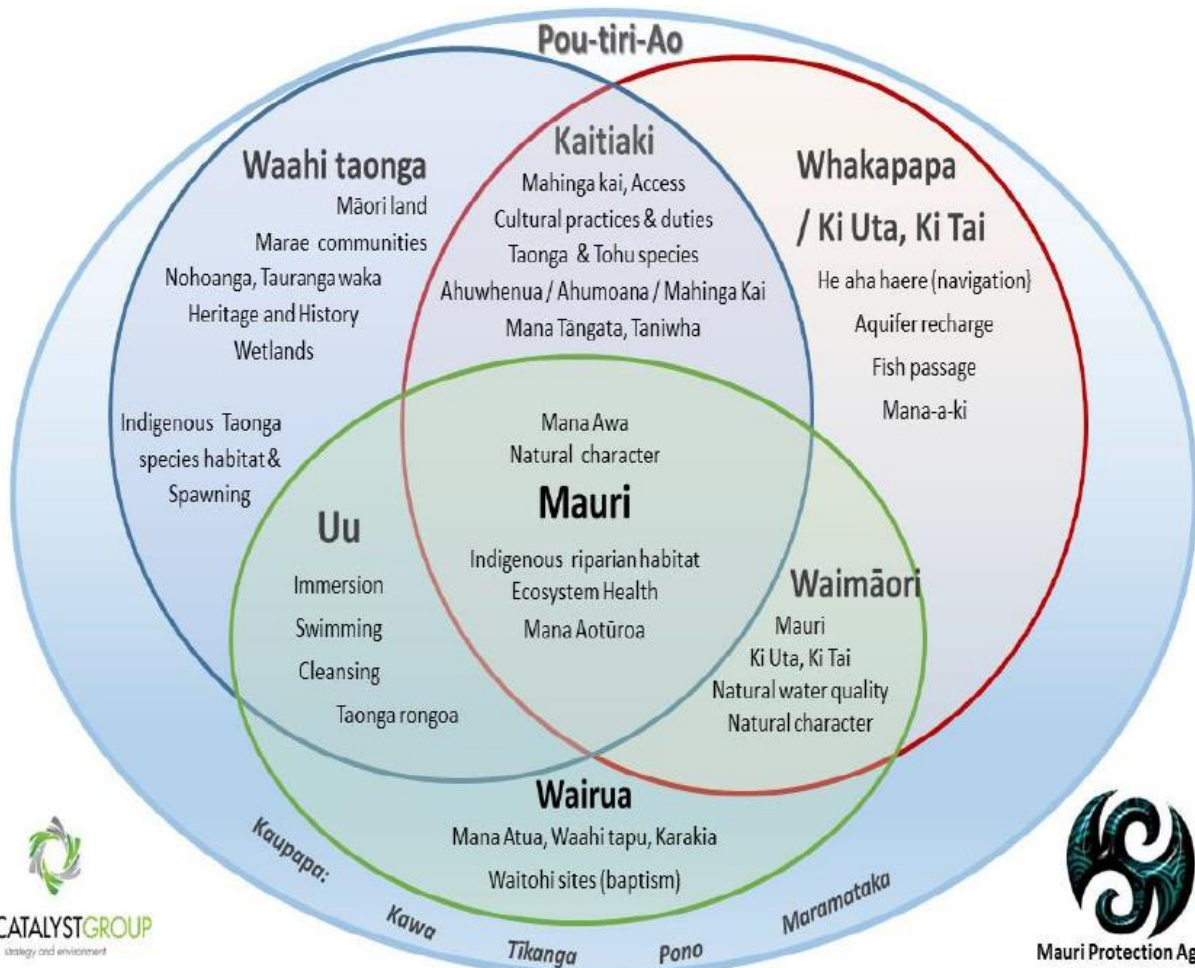 Pou-tiri-Ao
Waahi taonga
Māori land
Marae communities
Nohoanga, Tauranga waka
Heritage and History
Wetlands
Indigenous Taonga
species habitat &
Spawning
Kaitiaki
Mahinga kai, Access
Cultural practices & duties
Taonga & Tohu species
Ahuwhenua / Ahumoana / Mahinga Kai
Mana Tāngata, Taniwha
Whakapapa
/ Ki Uta, Ki Tai
He aha haere (navigation}
Aquifer recharge
Fish passage
Mana-a-ki
Mana Awa
Natural character
Mauri
Indigenous riparian habitat
Ecosystem Health
Mana Aotūroa
Uu
Immersion
Swimming
Cleansing
Taonga rongoa
Waimāori
Mauri
Ki Uta, Ki Tai
Natural water quality
Natural character
Wairua
Mana Atua, Waahi tapu, Karakia
Waitohi sites (baptism)
Kaupapa:
Kawa
Tikanga
Pono
Maramataka
CATALYSTGROUP
strategy and environment
Mauri Protection Ag